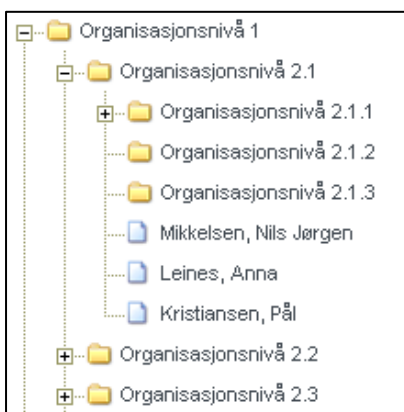 Organisasjonsnivå 1
Organisasjonsnivå 2.1
Organisasjonsnivå 2.1.1
Organisasjonsnivå 2.1.2
Organisasjonsnivå 2.1.3
Mikkelsen, Nils Jørgen
Leines, Anna
Kristiansen, Pål
Organisasjonsnivå 2.2
Organisasjonsnivå 2.3